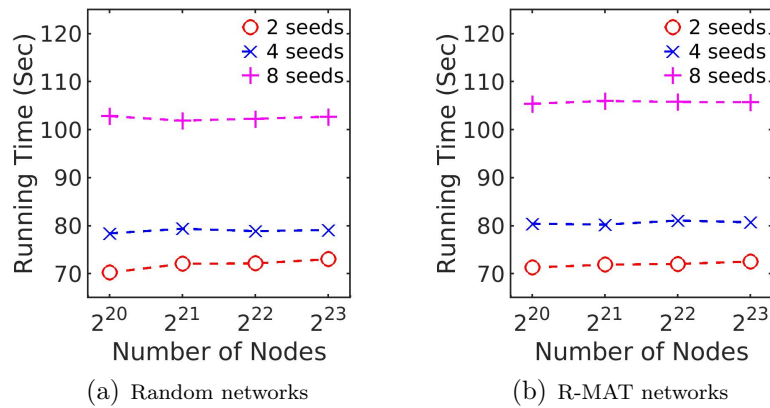 120
110
100
90
80
70
Running Time (Sec)
2 seeds
4 seeds
8 seeds
2^20 2^21 2^22 2^23
Number of Nodes
(a) Random networks
120
110
100
90
80
70
Running Time (Sec)
2 seeds
4 seeds
8 seeds
2^20 2^21 2^22 2^23
Number of Nodes
(b) R-MAT networks